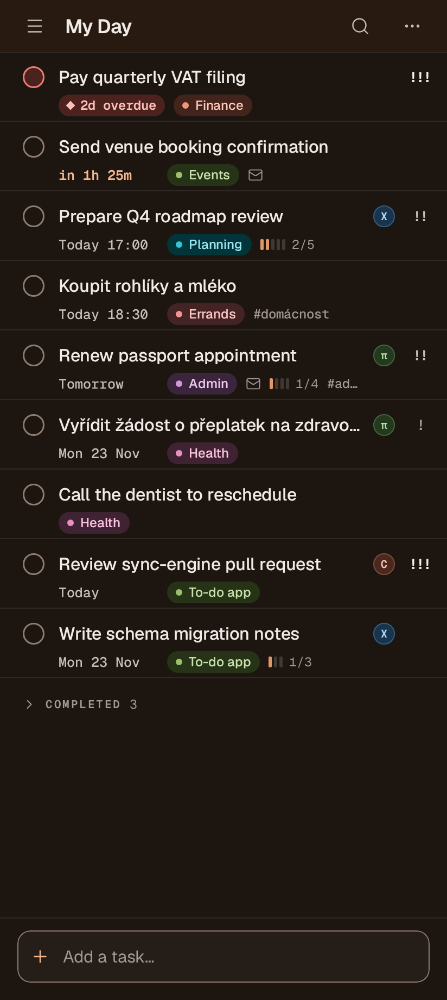 My Day
Pay quarterly VAT filing !!!
2d overdue Finance
Send venue booking confirmation
in 1h 25m Events
Prepare Q4 roadmap review X !!
Today 17:00 Planning 2/5
Koupit rohlíky a mléko
Today 18:30 Errands #domácnost
Renew passport appointment π !!
Tomorrow Admin 1/4 #ad…
Vyřídit žádost o přeplatek na zdravo… π !
Mon 23 Nov Health
Call the dentist to reschedule
Health
Review sync-engine pull request C !!!
Today To-do app
Write schema migration notes X
Mon 23 Nov To-do app 1/3
COMPLETED 3
+ Add a task…